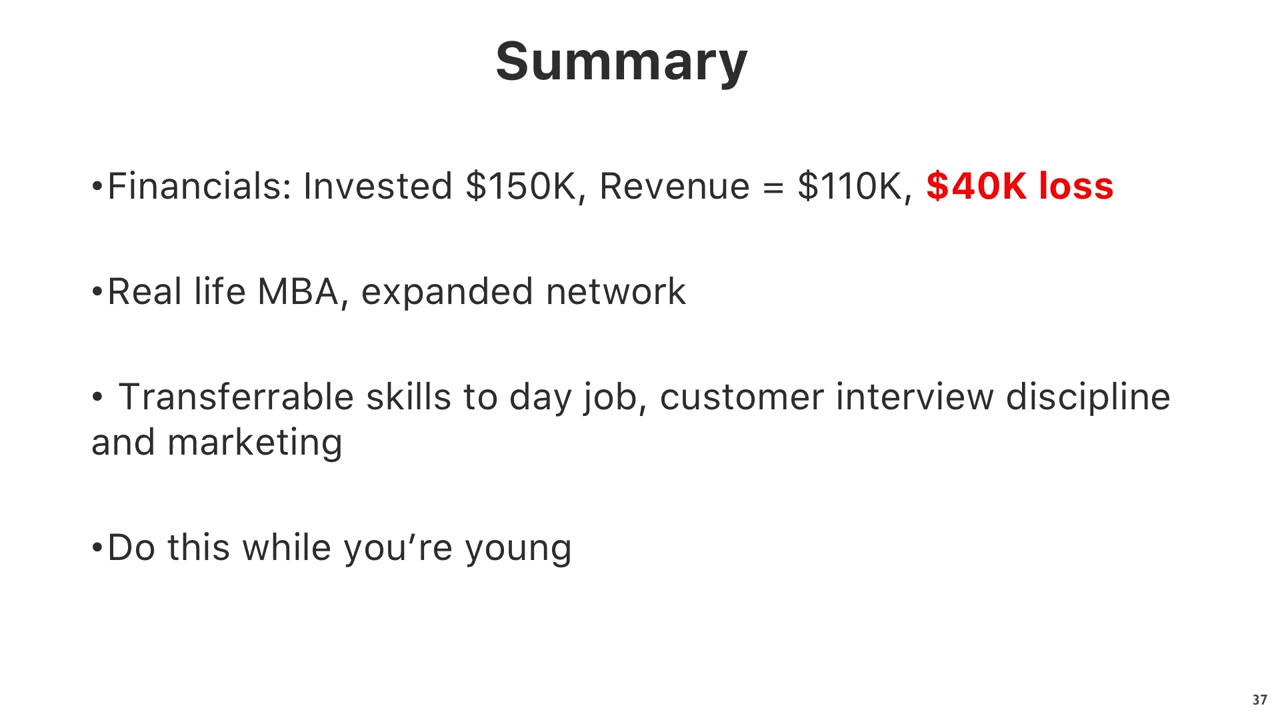 Summary
•Financials: Invested $150K, Revenue = $110K, $40K loss
•Real life MBA, expanded network
• Transferrable skills to day job, customer interview discipline
and marketing
•Do this while you’re young
37